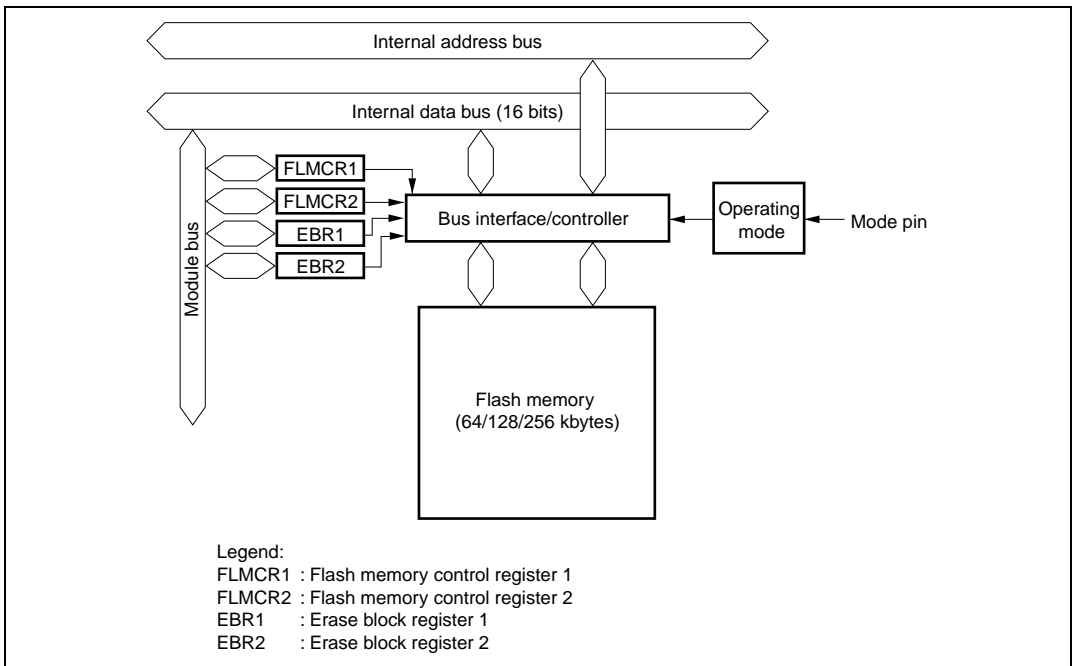 Internal address bus
Internal data bus (16 bits)
FLMCR1
FLMCR2
EBR1
EBR2
Module bus
Bus interface/controller
Operating
mode
Mode pin
Flash memory
(64/128/256 kbytes)
Legend:
FLMCR1 : Flash memory control register 1
FLMCR2 : Flash memory control register 2
EBR1 : Erase block register 1
EBR2 : Erase block register 2